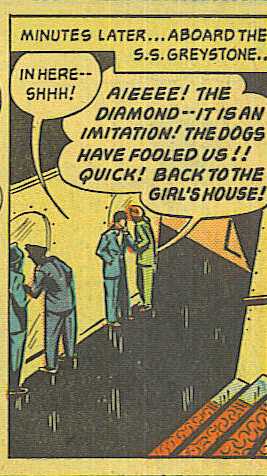 MINUTES LATER...ABOARD THE
S.S. GREYSTONE..
IN HERE--
SHHH!
AIEEEE! THE
DIAMOND--IT IS AN
IMITATION! THE DOGS
HAVE FOOLED US!!
QUICK! BACK TO THE
GIRL'S HOUSE!